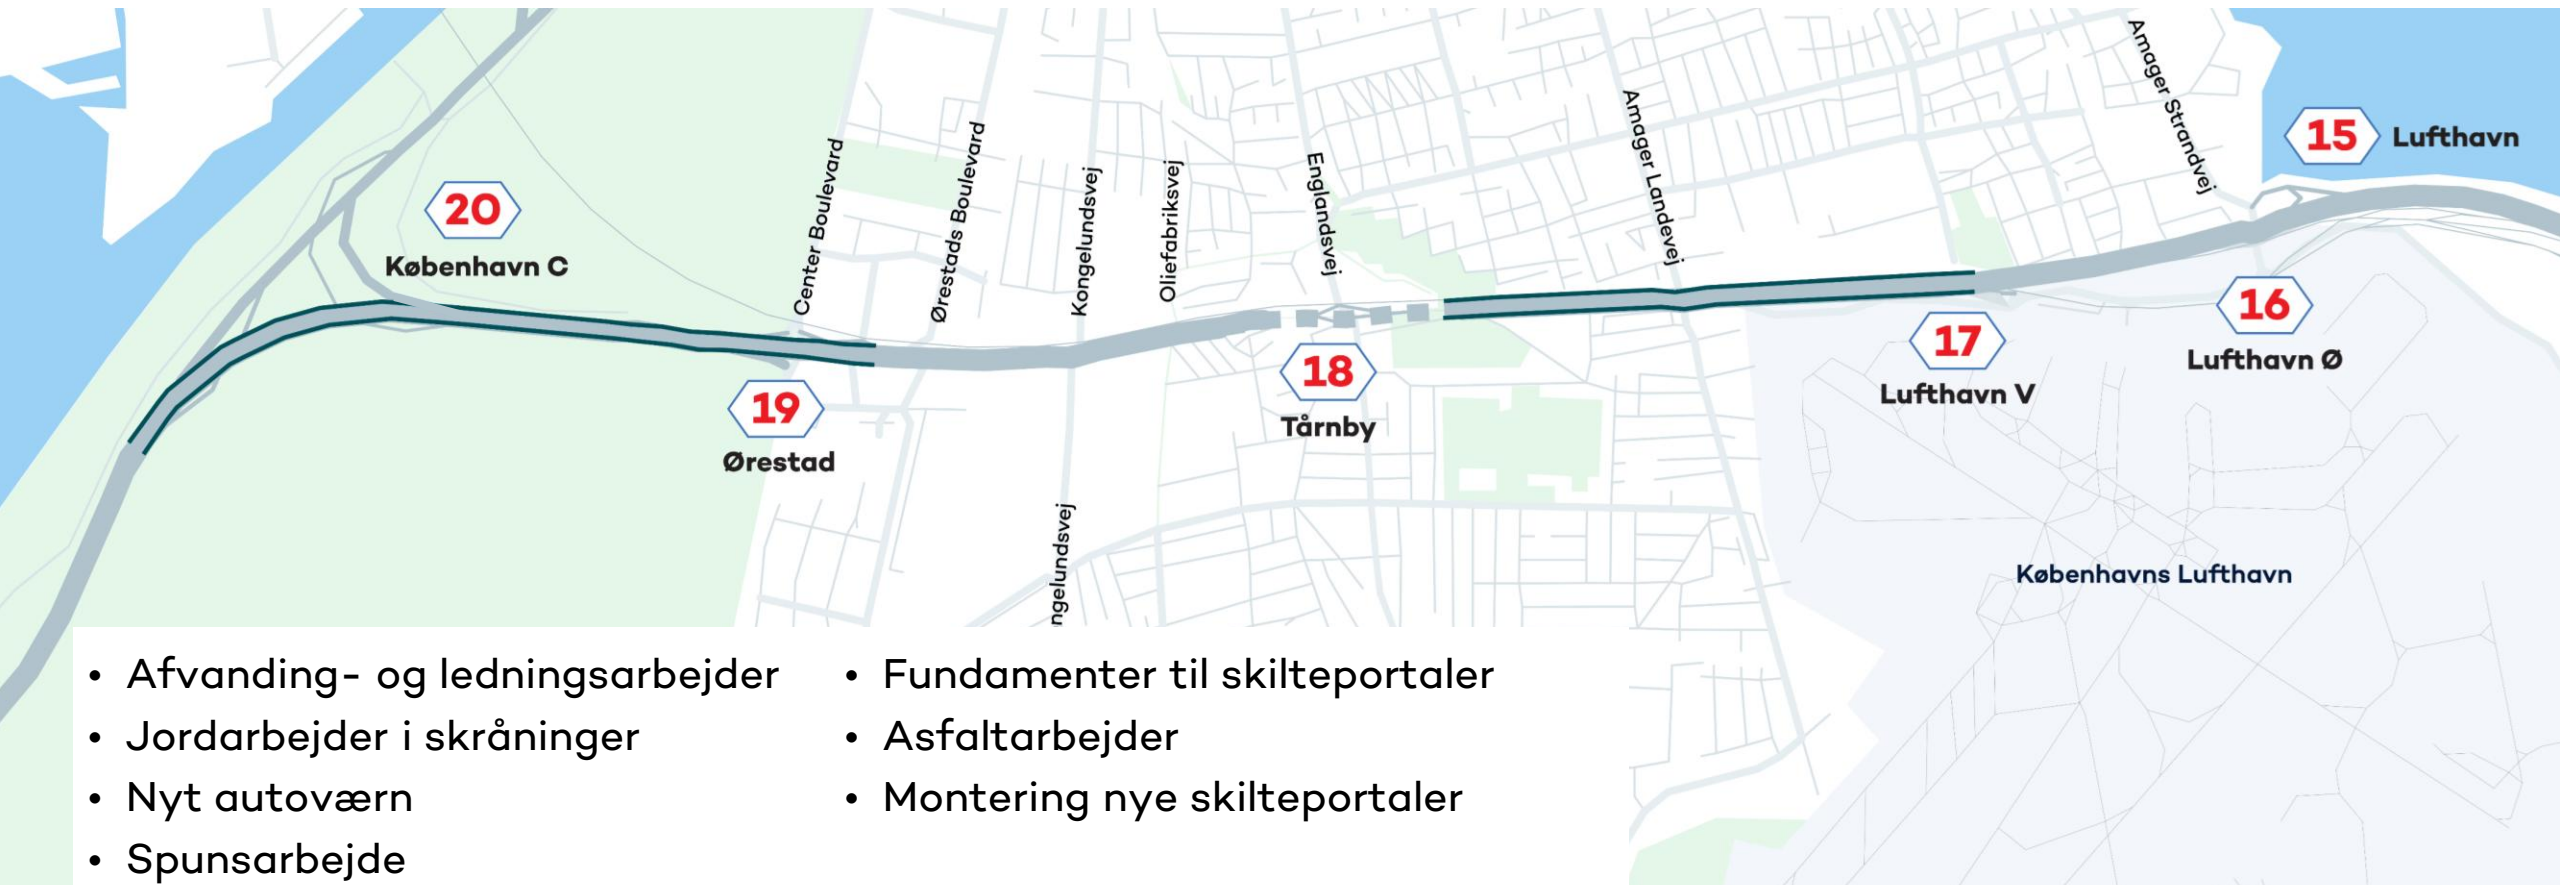 Amager Strandvej
15
Lufthavn
Amager Landevej
Center Boulevard
Ørestads Boulevard
Kongelundsvej
Oliefabriksvej
Englandsvej
20
København C
16
Lufthavn Ø
17
Lufthavn V
18
Tårnby
19
Ørestad
ngelundsvej
Københavns Lufthavn
• Afvanding- og ledningsarbejder
• Jordarbejder i skråninger
• Nyt autoværn
• Spunsarbejde
• Fundamenter til skilteportaler
• Asfaltarbejder
• Montering nye skilteportaler